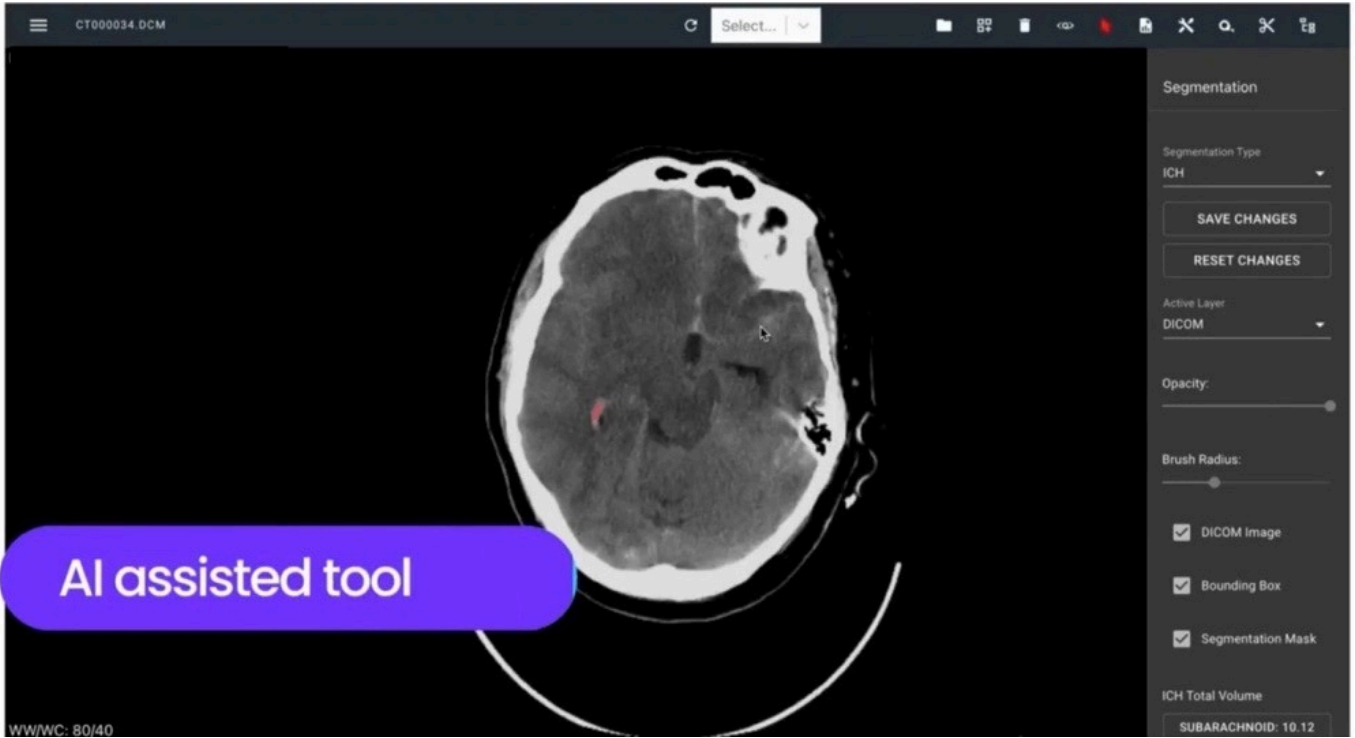 CT000034.DCM
Select...
Segmentation
Segmentation Type
ICH
SAVE CHANGES
RESET CHANGES
Active Layer
DICOM
Opacity:
Brush Radius:
DICOM Image
Bounding Box
Segmentation Mask
ICH Total Volume
SUBARACHNOID: 10.12
AI assisted tool
WW/WC: 80/40